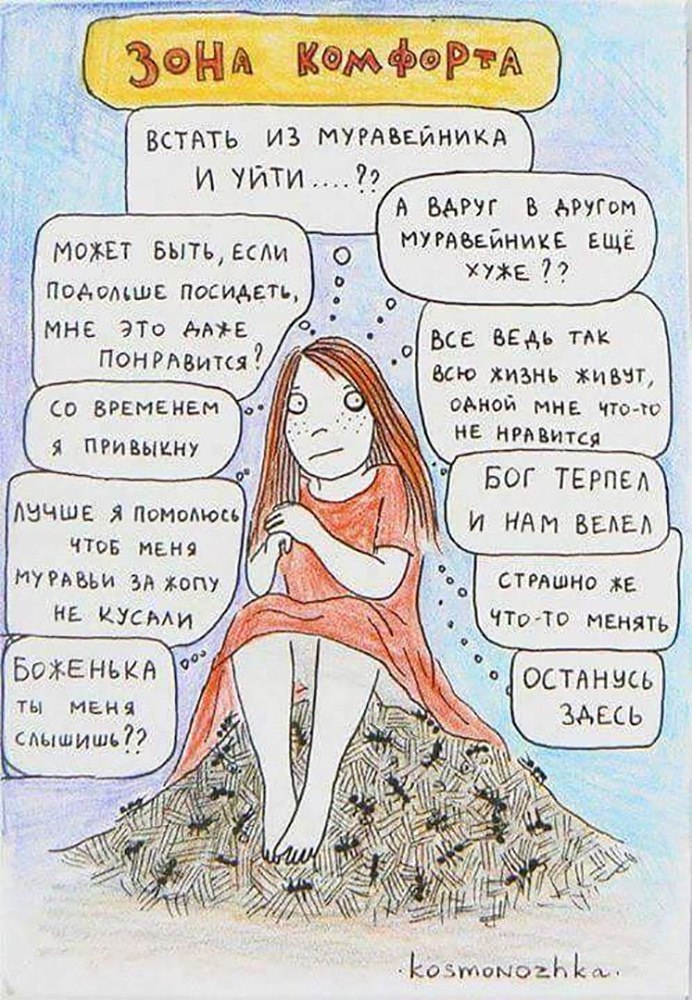 ЗОНА КОМФОРТА
ВСТАТЬ ИЗ МУРАВЕЙНИКА
И УЙТИ....??
А ВДРУГ В ДРУГОМ
МУРАВЕЙНИКЕ ЕЩЁ
ХУЖЕ??
МОЖЕТ БЫТЬ, ЕСЛИ
ПОДОЛЬШЕ ПОСИДЕТЬ,
МНЕ ЭТО ДАЖЕ
ПОНРАВИТСЯ?
ВСЕ ВЕДЬ ТАК
ВСЮ ЖИЗНЬ ЖИВУТ,
ОДНОЙ МНЕ ЧТО-ТО
НЕ НРАВИТСЯ
СО ВРЕМЕНЕМ
Я ПРИВЫКНУ
БОГ ТЕРПЕЛ
И НАМ ВЕЛЕЛ
ЛУЧШЕ Я ПОМОЛЮСЬ
ЧТОБ МЕНЯ
МУРАВЬИ ЗА ЖОПУ
НЕ КУСАЛИ
СТРАШНО ЖЕ
ЧТО-ТО МЕНЯТЬ
БОЖЕНЬКА
ТЫ МЕНЯ
СЛЫШИШЬ??
ОСТАНУСЬ
ЗДЕСЬ
·kosmonozhka.